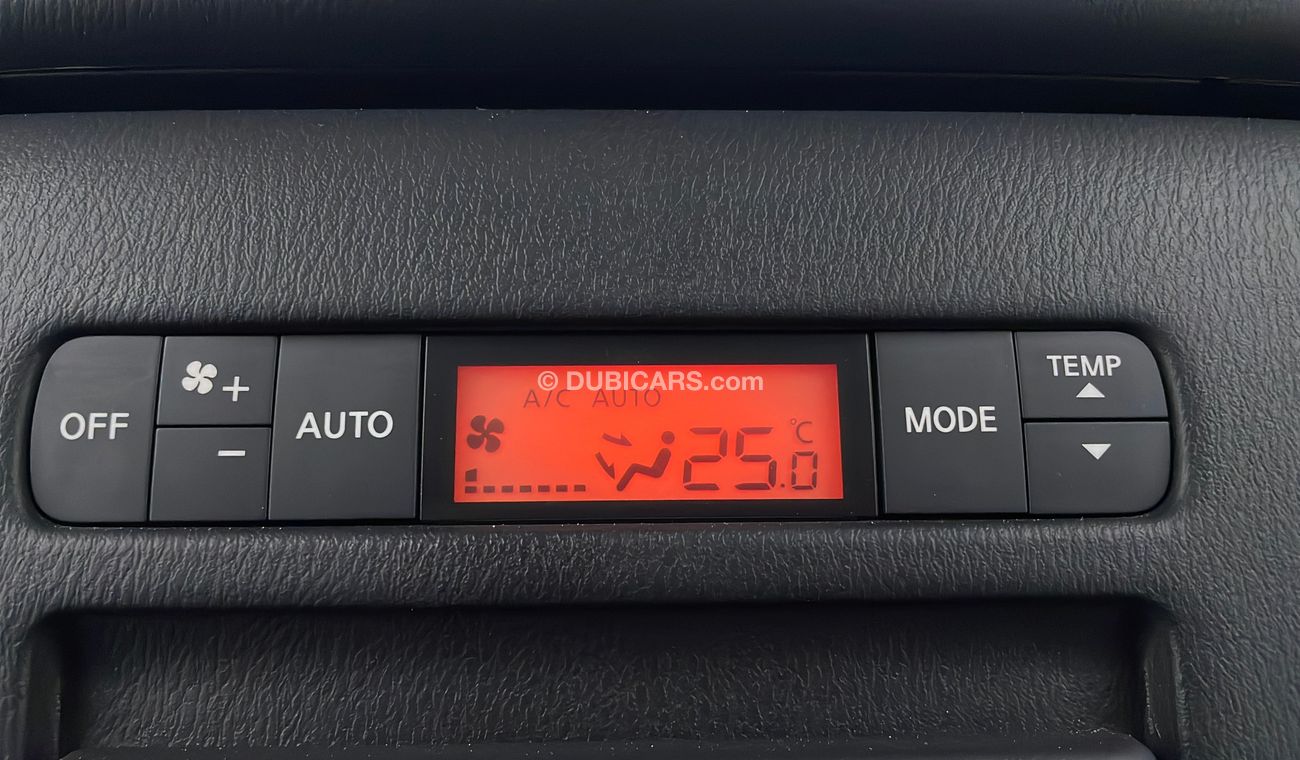 © DUBICARS.com
A/C AUTO
OFF
+
-
AUTO
25.0 °C
MODE
TEMP